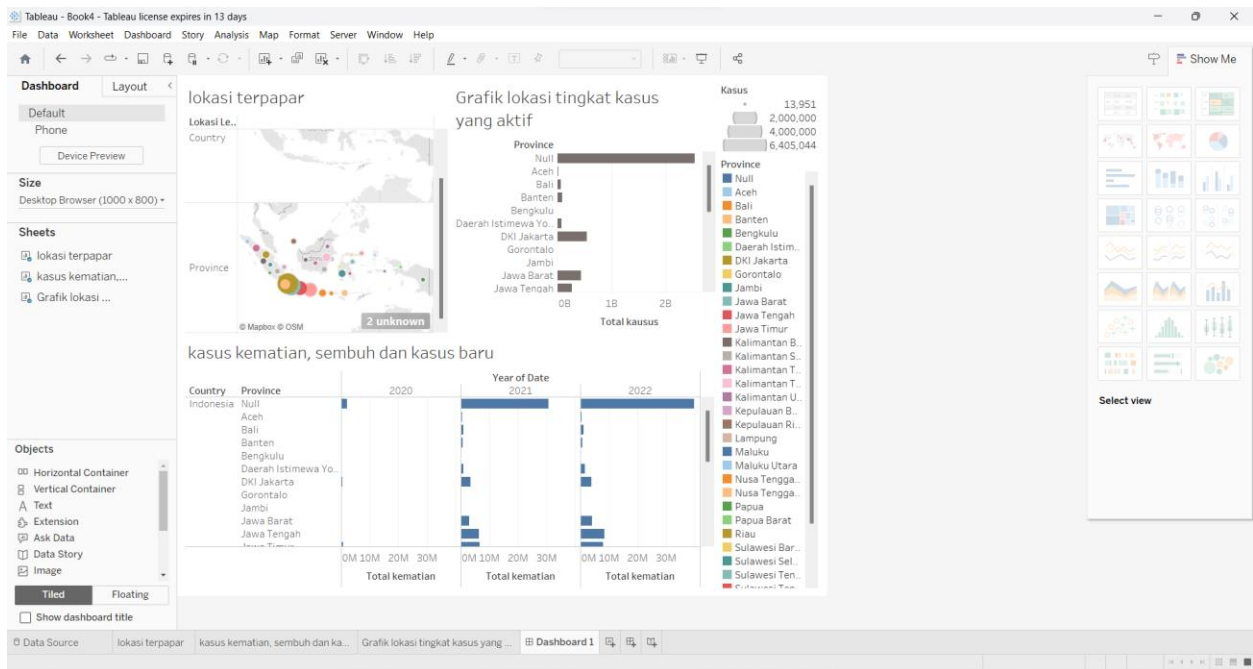 Tableau - Book4 - Tableau license expires in 13 days
File Data Worksheet Dashboard Story Analysis Map Format Server Window Help
Show Me
Dashboard Layout
Default
Phone
Device Preview
Size
Desktop Browser (1000 x 800)
Sheets
lokasi terpapar
kasus kematian,...
Grafik lokasi ...
Objects
Horizontal Container
Vertical Container
Text
Extension
Ask Data
Data Story
Image
Tiled Floating
Show dashboard title
lokasi terpapar
Lokasi Le..
Country
Province
© Mapbox © OSM
2 unknown
Grafik lokasi tingkat kasus
yang aktif
Province
Null
Aceh
Bali
Banten
Bengkulu
Daerah Istimewa Yo..
DKI Jakarta
Gorontalo
Jambi
Jawa Barat
Jawa Tengah
0B 1B 2B
Total kausus
kasus kematian, sembuh dan kasus baru
Year of Date
Country Province 2020 2021 2022
Indonesia Null
Aceh
Bali
Banten
Bengkulu
Daerah Istimewa Yo..
DKI Jakarta
Gorontalo
Jambi
Jawa Barat
Jawa Tengah
Jawa Timur
0M 10M 20M 30M 0M 10M 20M 30M 0M 10M 20M 30M
Total kematian Total kematian Total kematian
Kasus
13,951
2,000,000
4,000,000
6,405,044
Province
Null
Aceh
Bali
Banten
Bengkulu
Daerah Istim..
DKI Jakarta
Gorontalo
Jambi
Jawa Barat
Jawa Tengah
Jawa Timur
Kalimantan B..
Kalimantan S..
Kalimantan T..
Kalimantan T..
Kalimantan U..
Kepulauan B..
Kepulauan Ri..
Lampung
Maluku
Maluku Utara
Nusa Tengga..
Nusa Tengga..
Papua
Papua Barat
Riau
Sulawesi Bar..
Sulawesi Sel..
Sulawesi Ten..
Sulawesi Ten..
Select view
Data Source lokasi terpapar kasus kematian, sembuh dan ka... Grafik lokasi tingkat kasus yang ... Dashboard 1